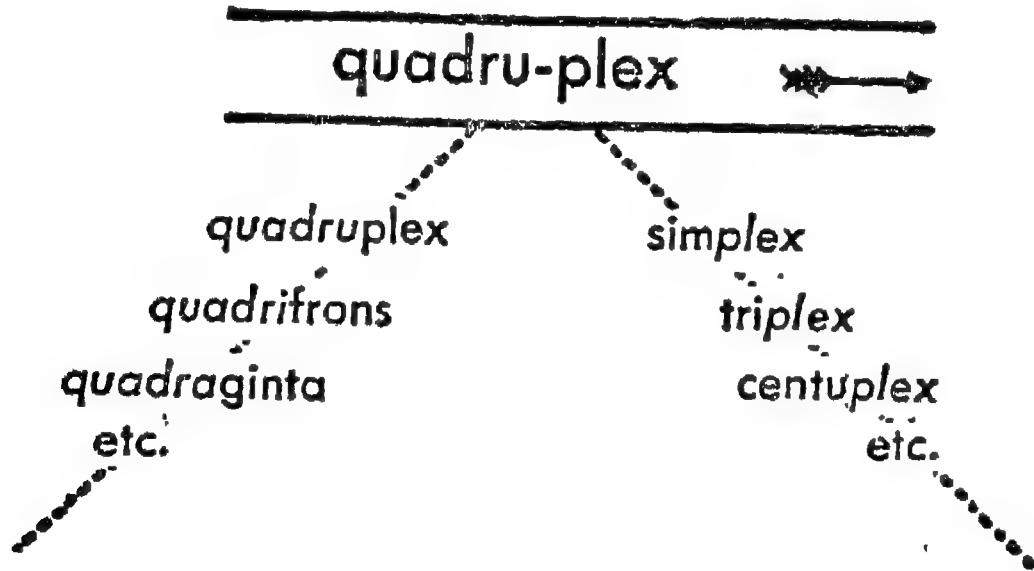 quadru-plex
quadruplex simplex
quadrifrons triplex
quadraginta centuplex
etc. etc.